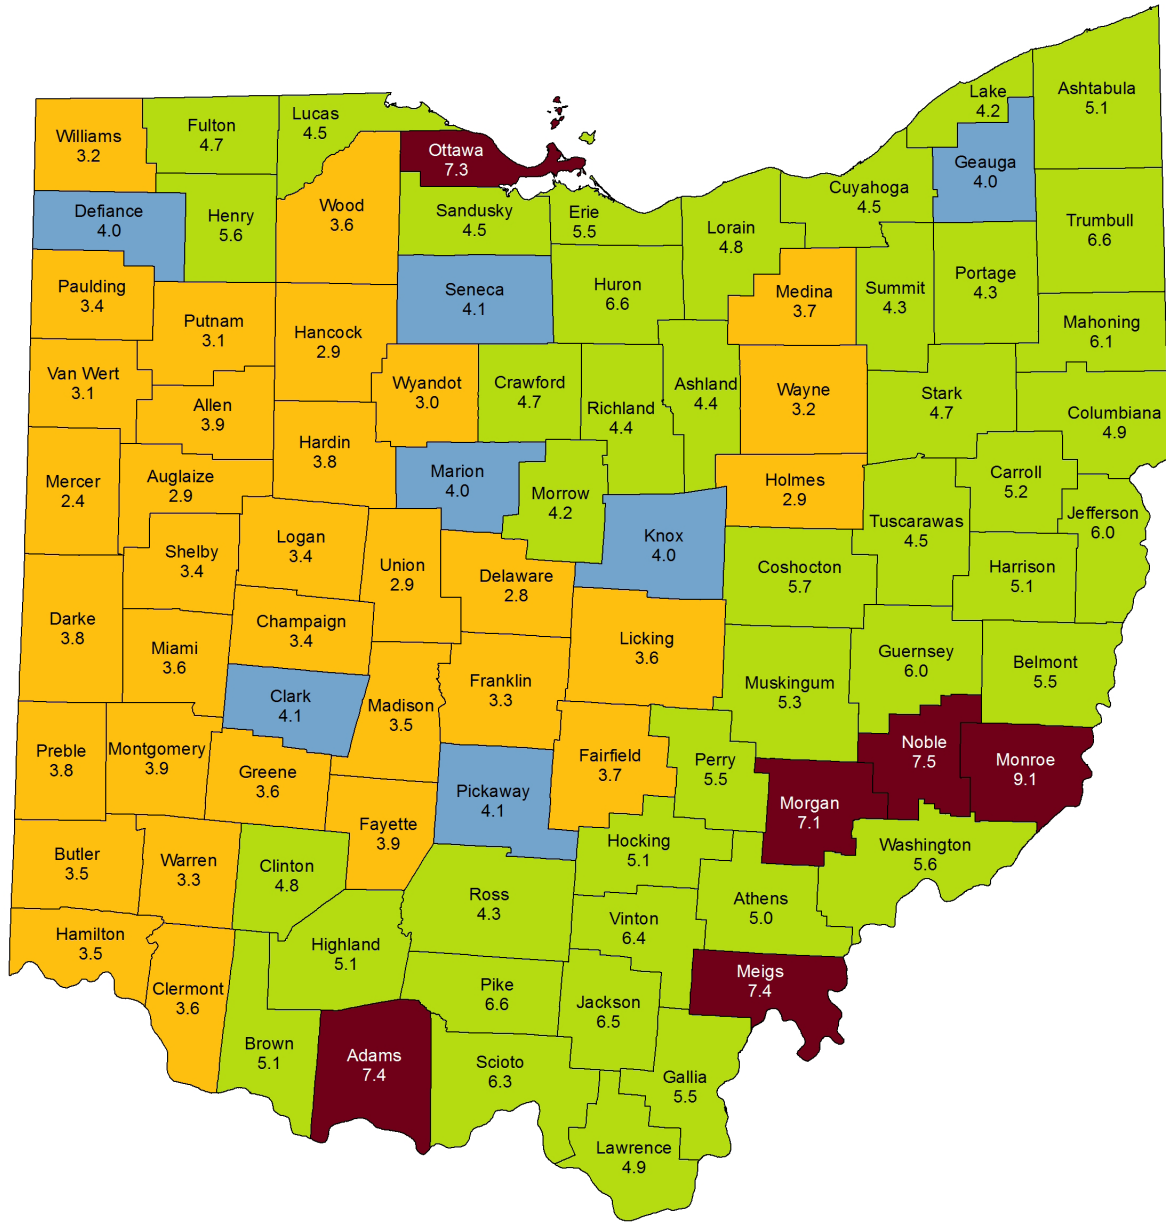 Williams
3.2
Fulton
4.7
Lucas
4.5
Ottawa
7.3
Lake
4.2
Ashtabula
5.1
Geauga
4.0
Defiance
4.0
Henry
5.6
Wood
3.6
Sandusky
4.5
Erie
5.5
Lorain
4.8
Cuyahoga
4.5
Trumbull
6.6
Paulding
3.4
Putnam
3.1
Hancock
2.9
Seneca
4.1
Huron
6.6
Medina
3.7
Summit
4.3
Portage
4.3
Mahoning
6.1
Van Wert
3.1
Allen
3.9
Wyandot
3.0
Crawford
4.7
Richland
4.4
Ashland
4.4
Wayne
3.2
Stark
4.7
Columbiana
4.9
Mercer
2.4
Auglaize
2.9
Hardin
3.8
Marion
4.0
Morrow
4.2
Knox
4.0
Holmes
2.9
Tuscarawas
4.5
Carroll
5.2
Jefferson
6.0
Shelby
3.4
Logan
3.4
Union
2.9
Delaware
2.8
Coshocton
5.7
Harrison
5.1
Darke
3.8
Miami
3.6
Champaign
3.4
Licking
3.6
Guernsey
6.0
Belmont
5.5
Clark
4.1
Madison
3.5
Franklin
3.3
Muskingum
5.3
Preble
3.8
Montgomery
3.9
Greene
3.6
Pickaway
4.1
Fairfield
3.7
Perry
5.5
Morgan
7.1
Noble
7.5
Monroe
9.1
Butler
3.5
Warren
3.3
Clinton
4.8
Fayette
3.9
Hocking
5.1
Washington
5.6
Ross
4.3
Vinton
6.4
Athens
5.0
Hamilton
3.5
Clermont
3.6
Highland
5.1
Pike
6.6
Jackson
6.5
Meigs
7.4
Brown
5.1
Adams
7.4
Scioto
6.3
Gallia
5.5
Lawrence
4.9